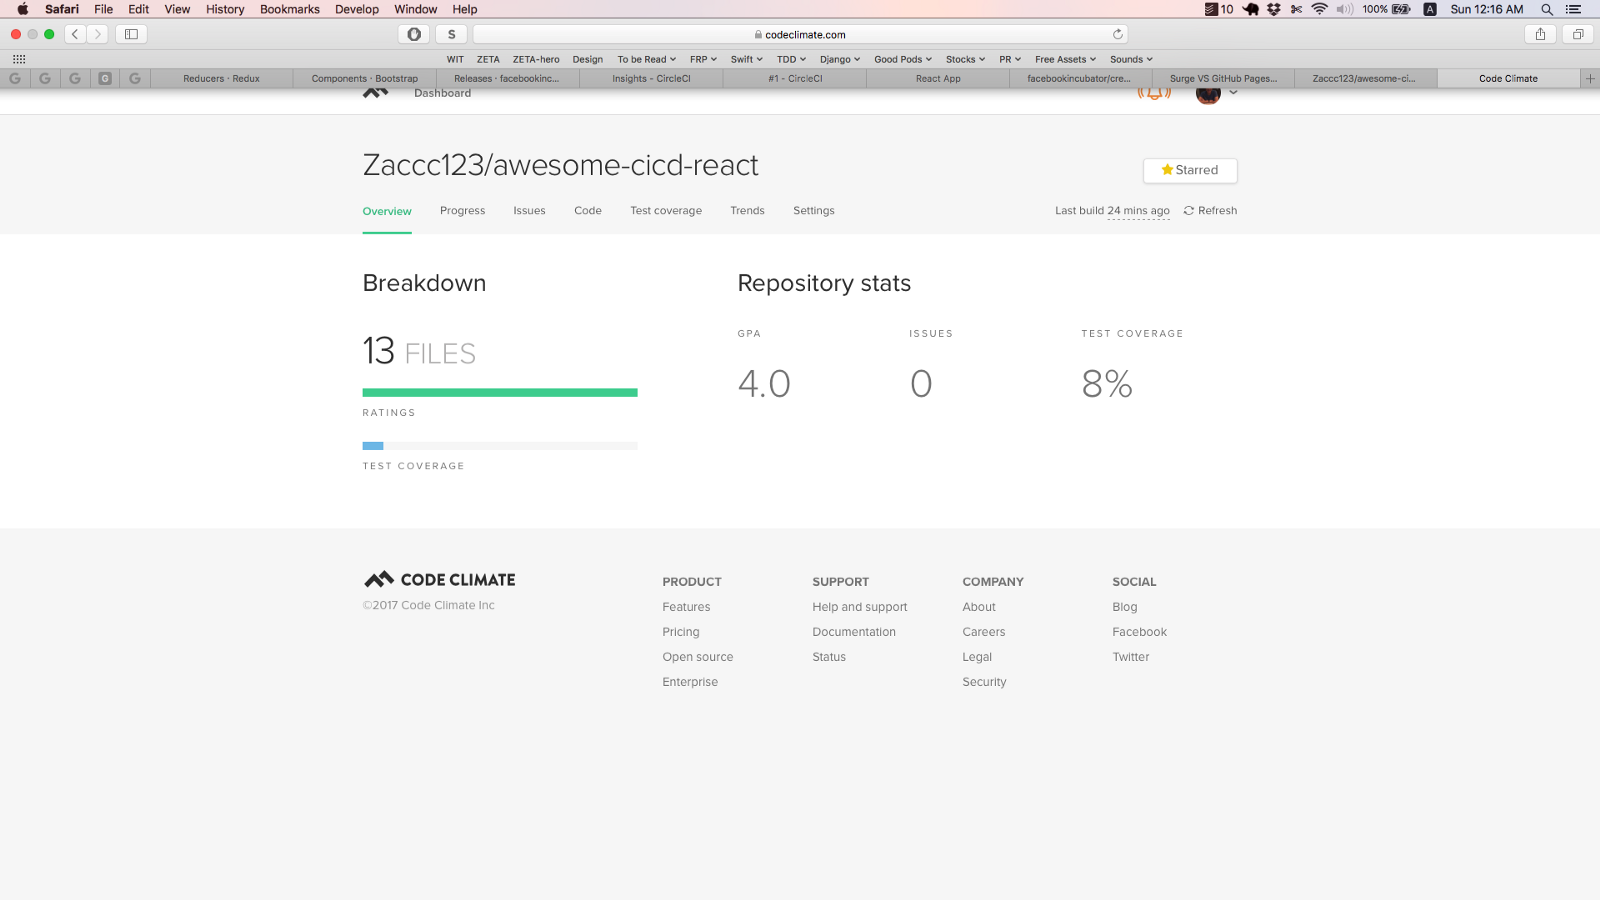 Safari File Edit View History Bookmarks Develop Window Help 10 100% A Sun 12:16 AM
S codeclimate.com
WIT ZETA ZETA-hero Design To be Read FRP Swift TDD Django Good Pods Stocks PR Free Assets Sounds
G G G G G Reducers · Redux Components · Bootstrap Releases · facebookinc... Insights - CircleCI #1 - CircleCI React App facebookincubator/cre... Surge VS GitHub Pages... Zaccc123/awesome-ci... Code Climate
Dashboard
Zaccc123/awesome-cicd-react
Starred
Overview Progress Issues Code Test coverage Trends Settings Last build 24 mins ago Refresh
Breakdown Repository stats
GPA ISSUES TEST COVERAGE
13 FILES
4.0 0 8%
RATINGS
TEST COVERAGE
CODE CLIMATE
©2017 Code Climate Inc
PRODUCT
Features
Pricing
Open source
Enterprise
SUPPORT
Help and support
Documentation
Status
COMPANY
About
Careers
Legal
Security
SOCIAL
Blog
Facebook
Twitter